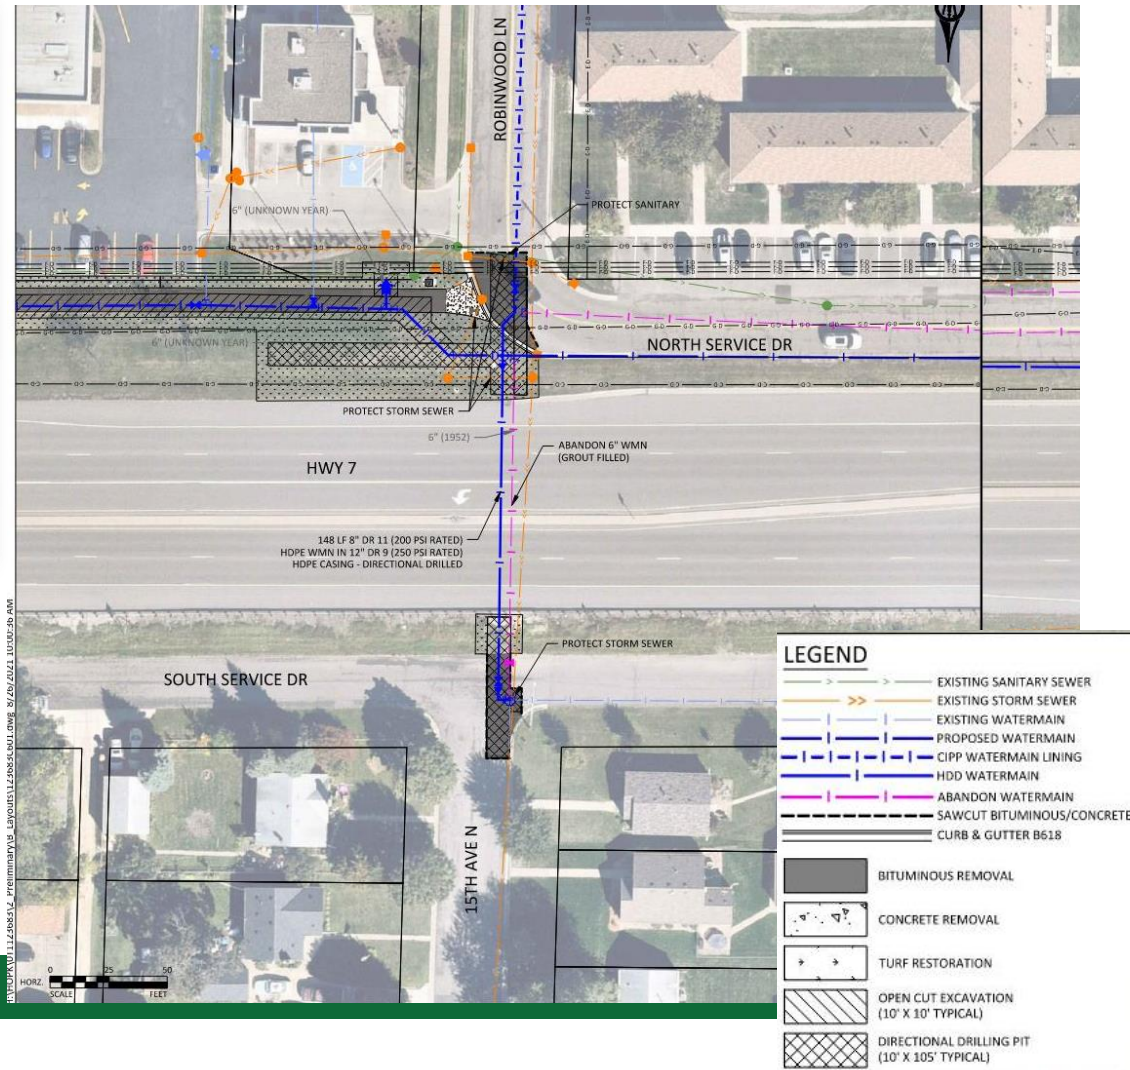 ROBINWOOD LN
PROTECT SANITARY
6" (UNKNOWN YEAR)
6" (UNKNOWN YEAR)
NORTH SERVICE DR
PROTECT STORM SEWER
6" (1952)
ABANDON 6" WMN
(GROUT FILLED)
HWY 7
148 LF 8" DR 11 (200 PSI RATED)
HDPE WMN IN 12" DR 9 (250 PSI RATED)
HDPE CASING - DIRECTIONAL DRILLED
PROTECT STORM SEWER
SOUTH SERVICE DR
15TH AVE N
HORZ.
0 25 50
SCALE FEET
LEGEND
EXISTING SANITARY SEWER
EXISTING STORM SEWER
EXISTING WATERMAIN
PROPOSED WATERMAIN
CIPP WATERMAIN LINING
HDD WATERMAIN
ABANDON WATERMAIN
SAWCUT BITUMINOUS/CONCRETE
CURB & GUTTER B618
BITUMINOUS REMOVAL
CONCRETE REMOVAL
TURF RESTORATION
OPEN CUT EXCAVATION
(10' X 10' TYPICAL)
DIRECTIONAL DRILLING PIT
(10' X 105' TYPICAL)